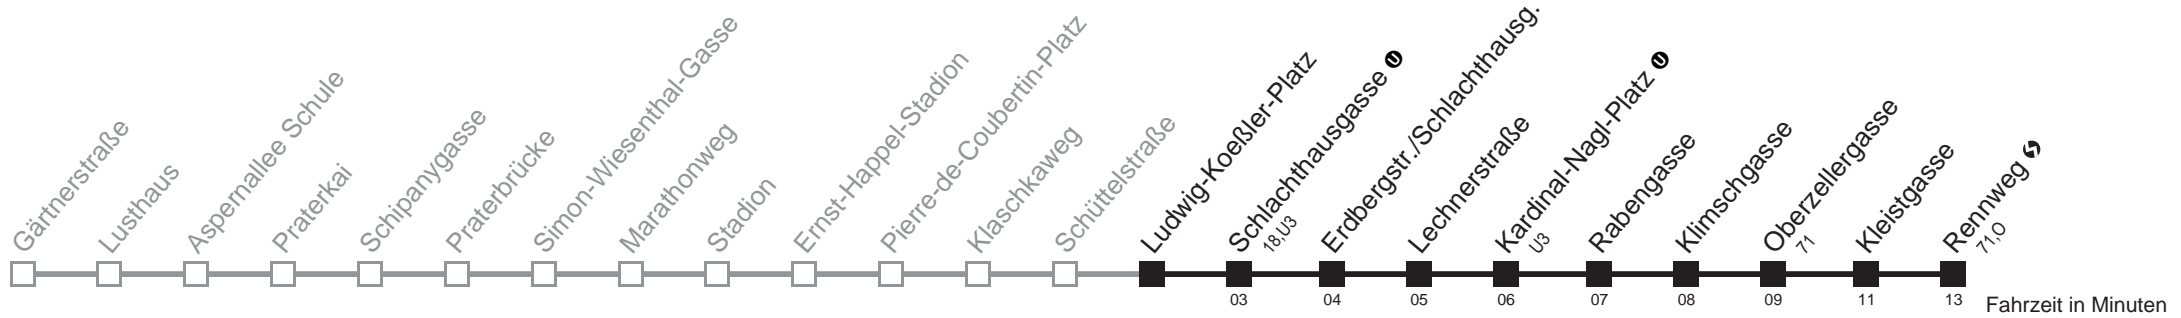 Gärtnerstraße
Lusthaus
Aspernallee Schule
Praterkai
Schipanygasse
Praterbrücke
Simon-Wiesenthal-Gasse
Marathonweg
Stadion
Ernst-Happel-Stadion
Pierre-de-Coubertin-Platz
Klaschkaweg
Schüttelstraße
Ludwig-Koeßler-Platz
Schlachthausgasse U
18,U3
Erdbergstr./Schlachthausg.
Lechnerstraße
Kardinal-Nagl-Platz U
U3
Rabengasse
Klimschgasse
Oberzellergasse
71
Kleistgasse
Rennweg
71,O
03 04 05 06 07 08 09 11 13 Fahrzeit in Minuten